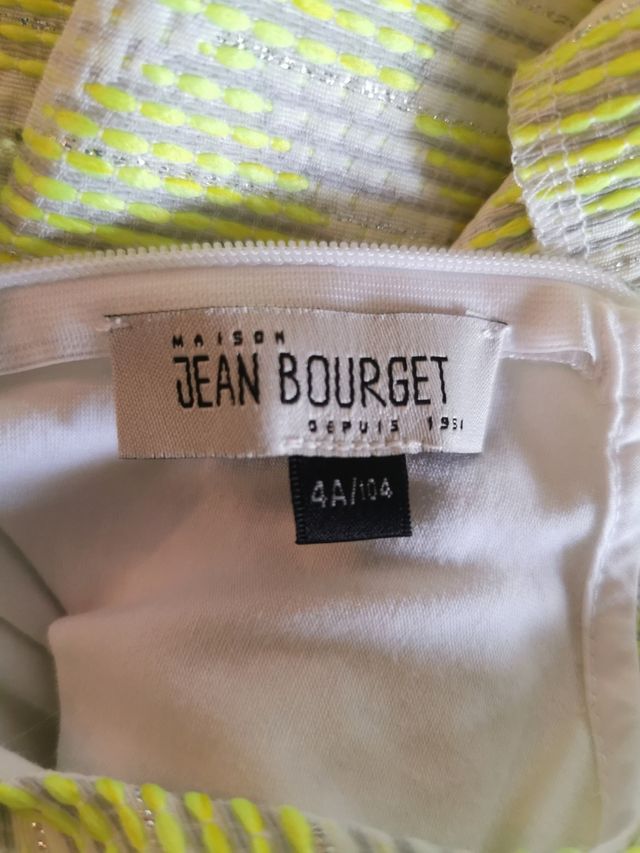 MAISON
JEAN BOURGET
DEPUIS 1951
4A/104